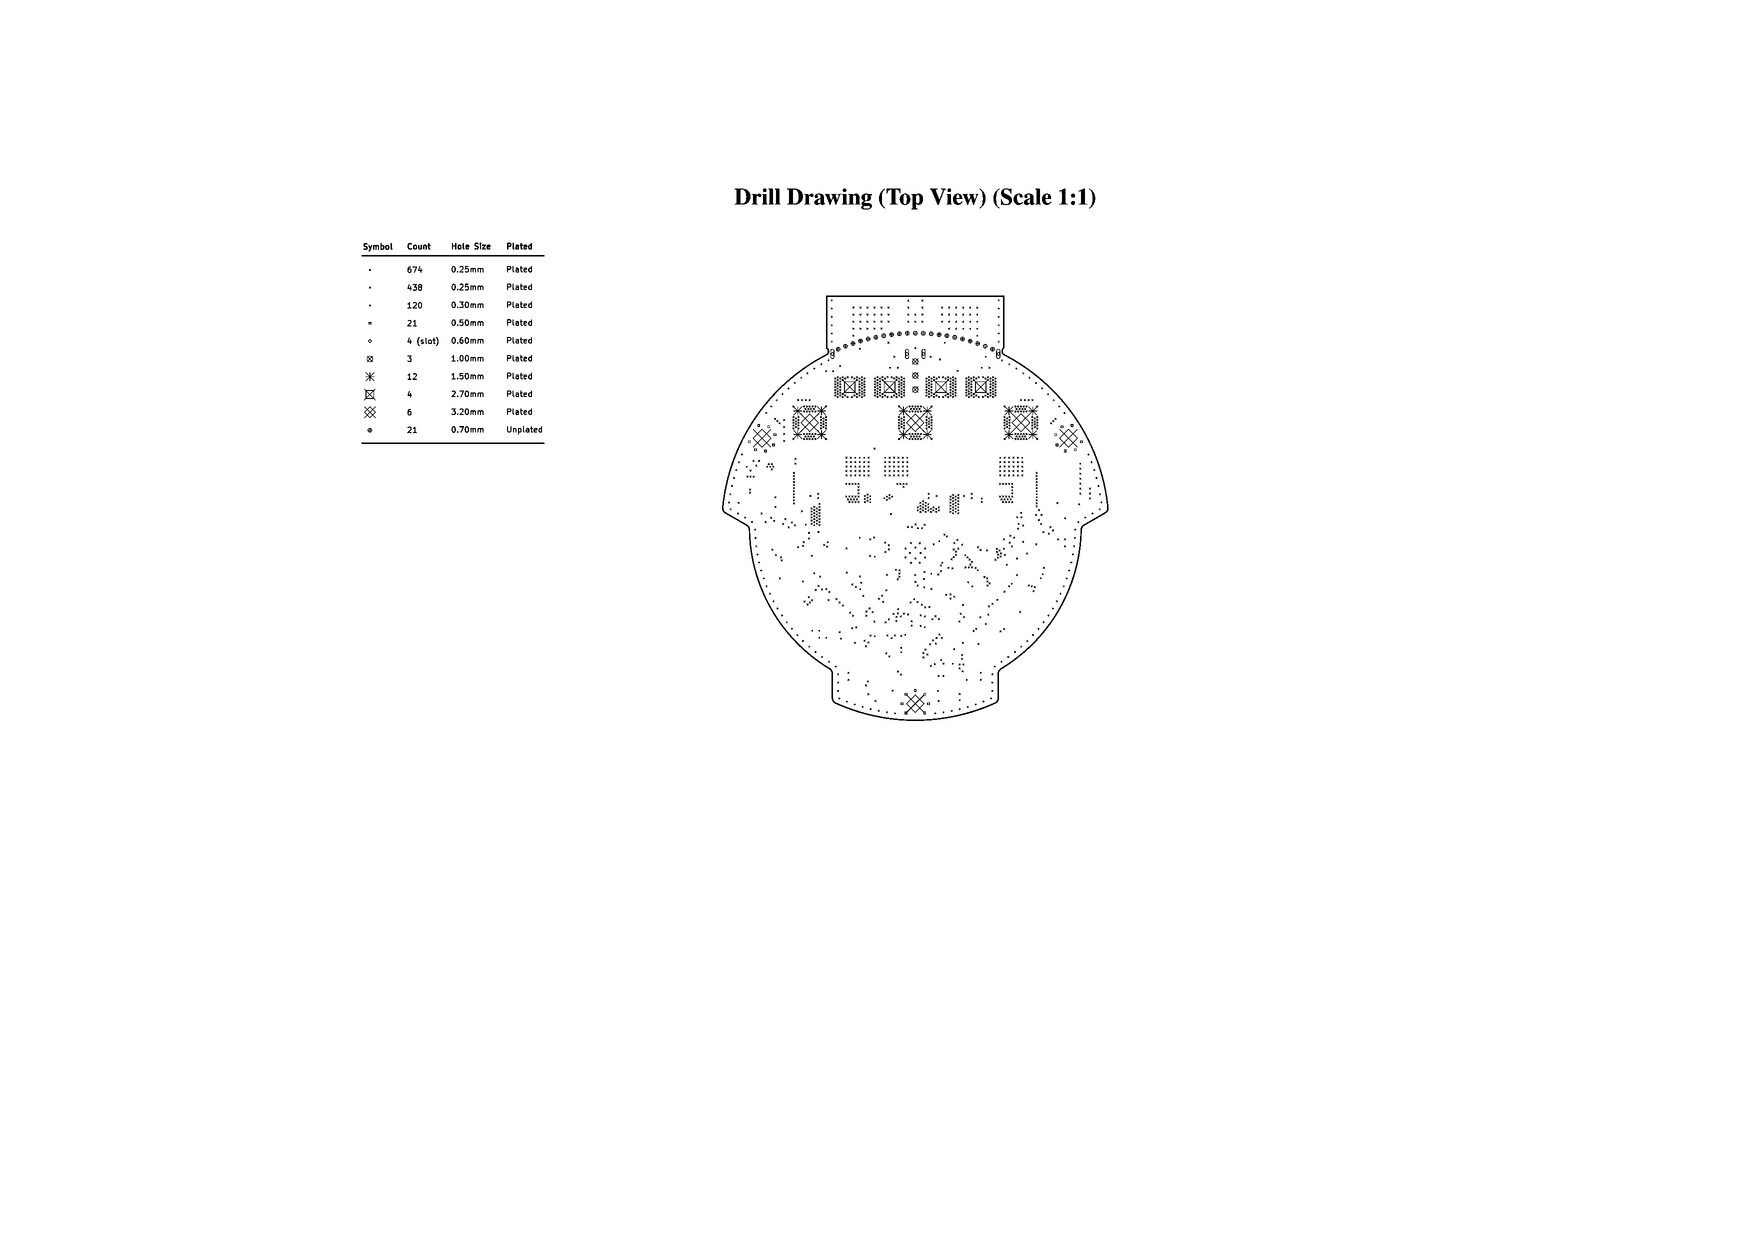 Drill Drawing (Top View) (Scale 1:1)
Symbol Count Hole Size Plated
674 0.25mm Plated
438 0.25mm Plated
120 0.30mm Plated
21 0.50mm Plated
4 (slot) 0.60mm Plated
3 1.00mm Plated
12 1.50mm Plated
4 2.70mm Plated
6 3.20mm Plated
21 0.70mm Unplated